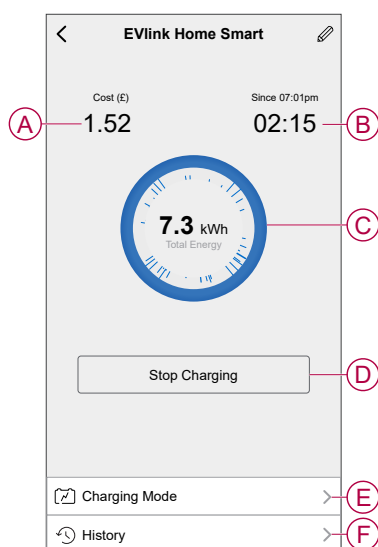 EVlink Home Smart
Cost (£)
Since 07:01pm
A
1.52
02:15
B
7.3 kWh
Total Energy
C
Stop Charging
D
Charging Mode
E
History
F